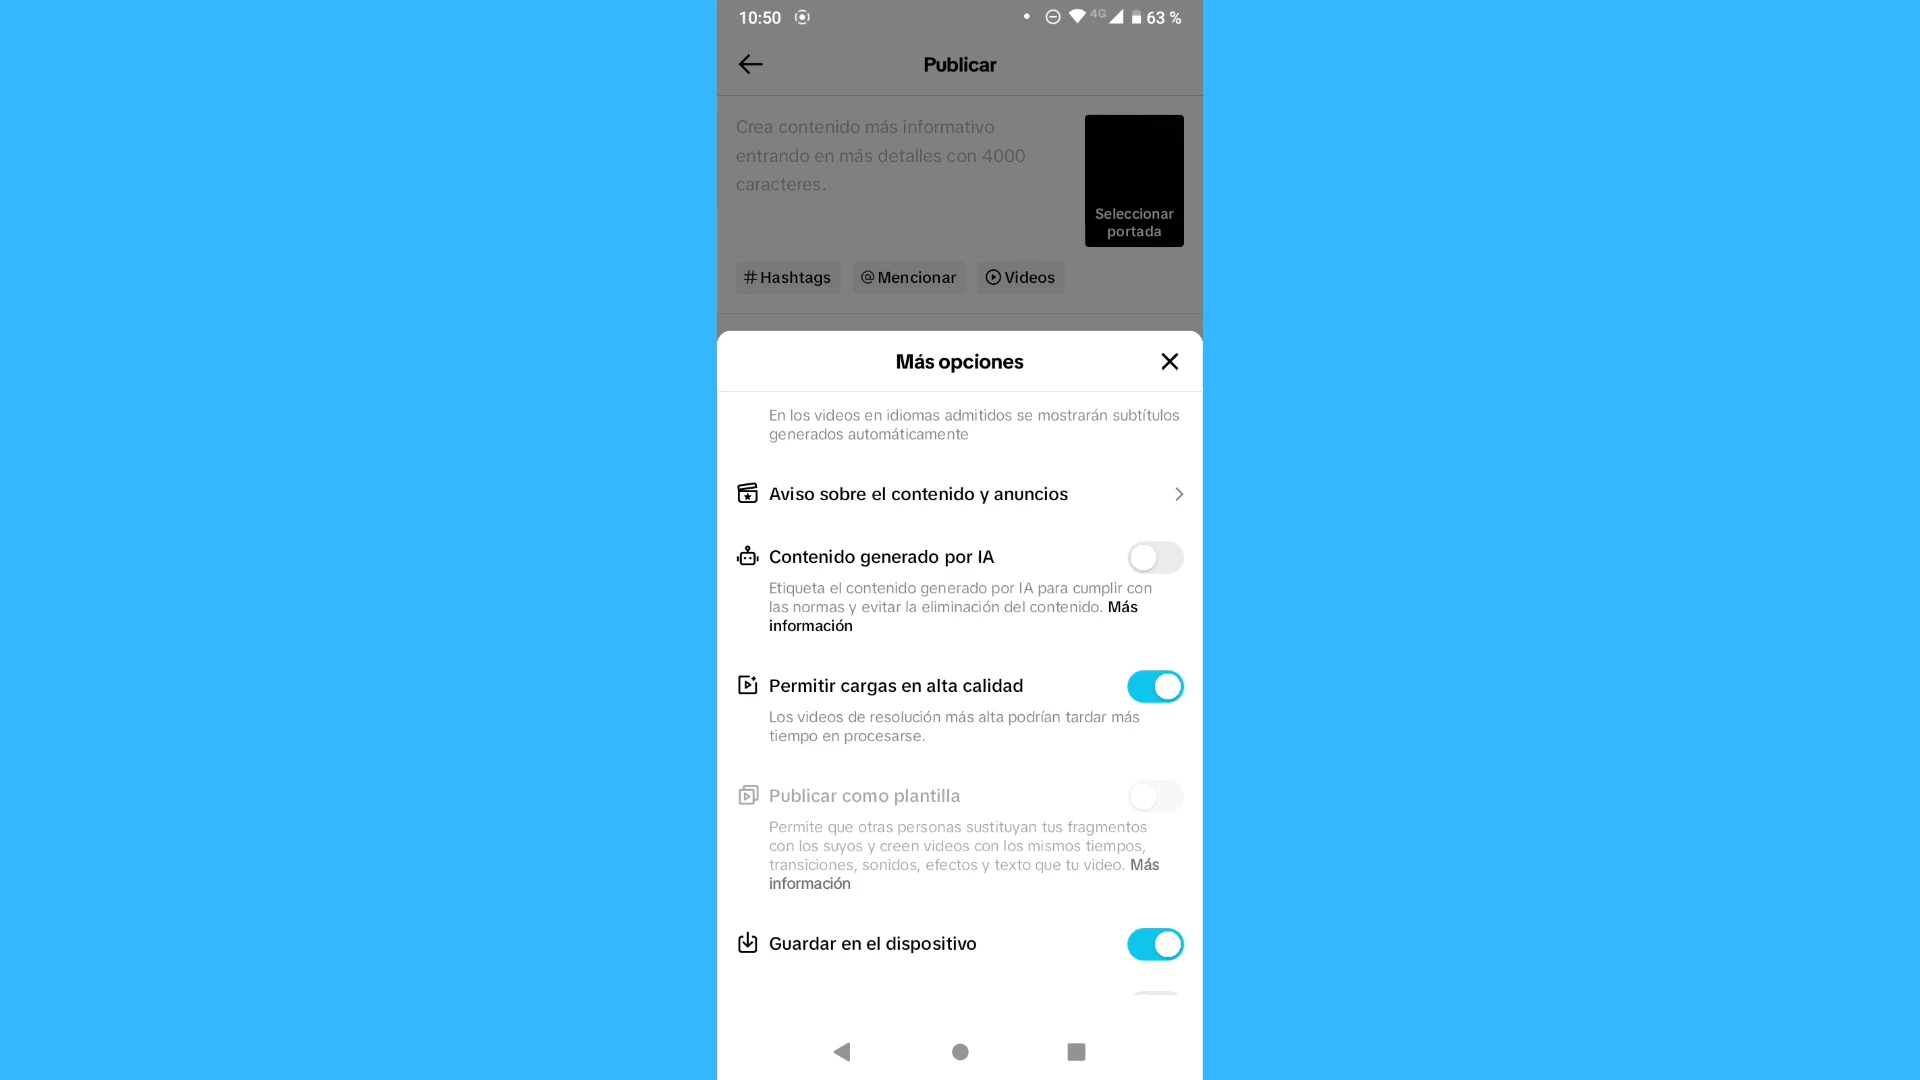 10:50
4G
63 %
Publicar
Crea contenido más informativo
entrando en más detalles con 4000
caracteres.
Seleccionar
portada
Hashtags
Mencionar
Videos
Más opciones
En los videos en idiomas admitidos se mostrarán subtítulos
generados automáticamente
Aviso sobre el contenido y anuncios
Contenido generado por IA
Etiqueta el contenido generado por IA para cumplir con
las normas y evitar la eliminación del contenido. Más
información
Permitir cargas en alta calidad
Los videos de resolución más alta podrían tardar más
tiempo en procesarse.
Publicar como plantilla
Permite que otras personas sustituyan tus fragmentos
con los suyos y creen videos con los mismos tiempos,
transiciones, sonidos, efectos y texto que tu video. Más
información
Guardar en el dispositivo